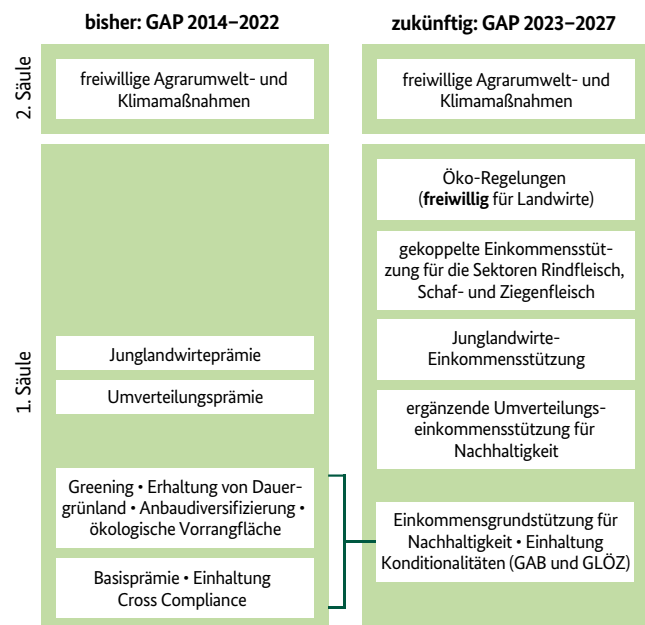 bisher: GAP 2014–2022
2. Säule
freiwillige Agrarumwelt- und
Klimamaßnahmen
1. Säule
Junglandwirteprämie
Umverteilungsprämie
Greening • Erhaltung von Dauer-
grünland • Anbaudiversifizierung •
ökologische Vorrangfläche
Basisprämie • Einhaltung
Cross Compliance
zukünftig: GAP 2023–2027
freiwillige Agrarumwelt- und
Klimamaßnahmen
Öko-Regelungen
(freiwillig für Landwirte)
gekoppelte Einkommensstüt-
zung für die Sektoren Rindfleisch,
Schaf- und Ziegenfleisch
Junglandwirte-
Einkommensstützung
ergänzende Umverteilungs-
einkommensstützung für
Nachhaltigkeit
Einkommensgrundstützung für
Nachhaltigkeit • Einhaltung
Konditionalitäten (GAB und GLÖZ)